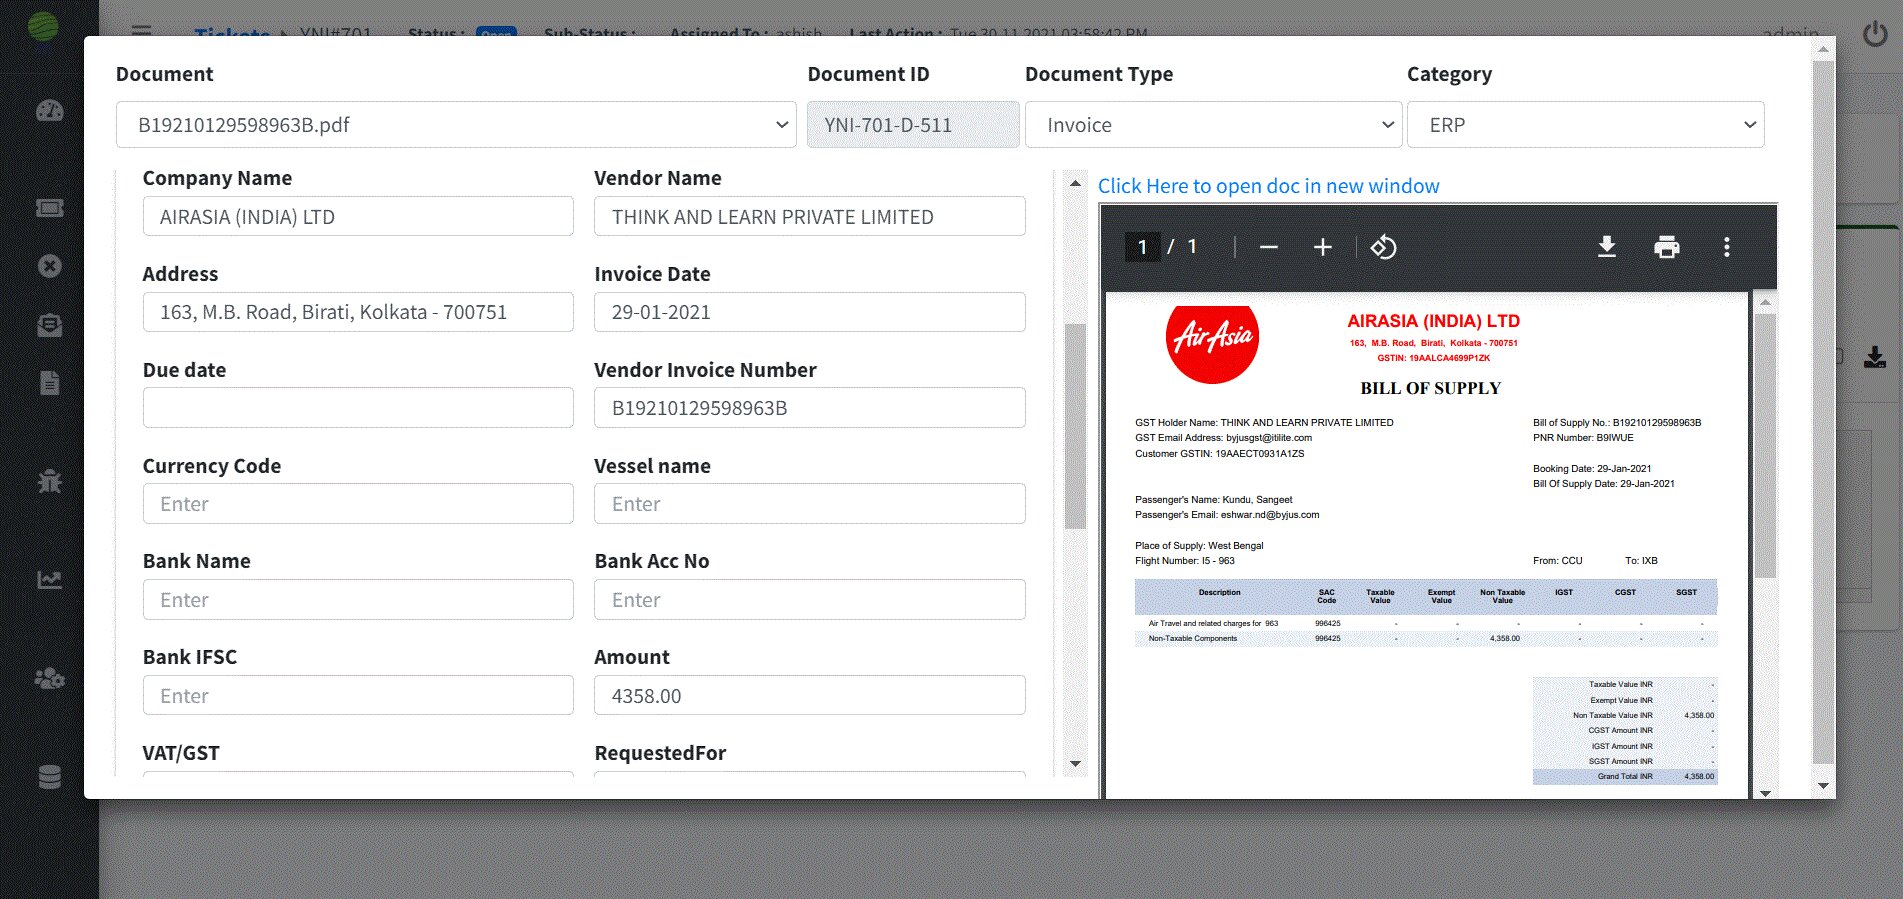 Tickets YNI#701 Status : Open Sub-Status : Assigned To : ashish Last Action : Tue 30-11-2021 03:58:42 PM admin
Document Document ID Document Type Category
B19210129598963B.pdf YNI-701-D-511 Invoice ERP
Company Name Vendor Name
AIRASIA (INDIA) LTD THINK AND LEARN PRIVATE LIMITED
Address Invoice Date
163, M.B. Road, Birati, Kolkata - 700751 29-01-2021
Due date Vendor Invoice Number
B19210129598963B
Currency Code Vessel name
Enter Enter
Bank Name Bank Acc No
Enter Enter
Bank IFSC Amount
Enter 4358.00
VAT/GST RequestedFor
Click Here to open doc in new window
1 / 1
AirAsia
AIRASIA (INDIA) LTD
163, M.B. Road, Birati, Kolkata - 700751
GSTIN: 19AALCA4699P1ZK
BILL OF SUPPLY
GST Holder Name: THINK AND LEARN PRIVATE LIMITED Bill of Supply No.: B19210129598963B
GST Email Address: byjusgst@itilite.com PNR Number: B9IWUE
Customer GSTIN: 19AAECT0931A1ZS
Booking Date: 29-Jan-2021
Bill Of Supply Date: 29-Jan-2021
Passenger's Name: Kundu, Sangeet
Passenger's Email: eshwar.nd@byjus.com
Place of Supply: West Bengal
Flight Number: I5 - 963 From: CCU To: IXB
Description SAC Code Taxable Value Exempt Value Non Taxable Value IGST CGST SGST
Air Travel and related charges for 963 996425 - - - - - -
Non-Taxable Components 996425 - - 4,358.00 - - -
Taxable Value INR -
Exempt Value INR -
Non Taxable Value INR 4,358.00
CGST Amount INR -
IGST Amount INR -
SGST Amount INR -
Grand Total INR 4,358.00